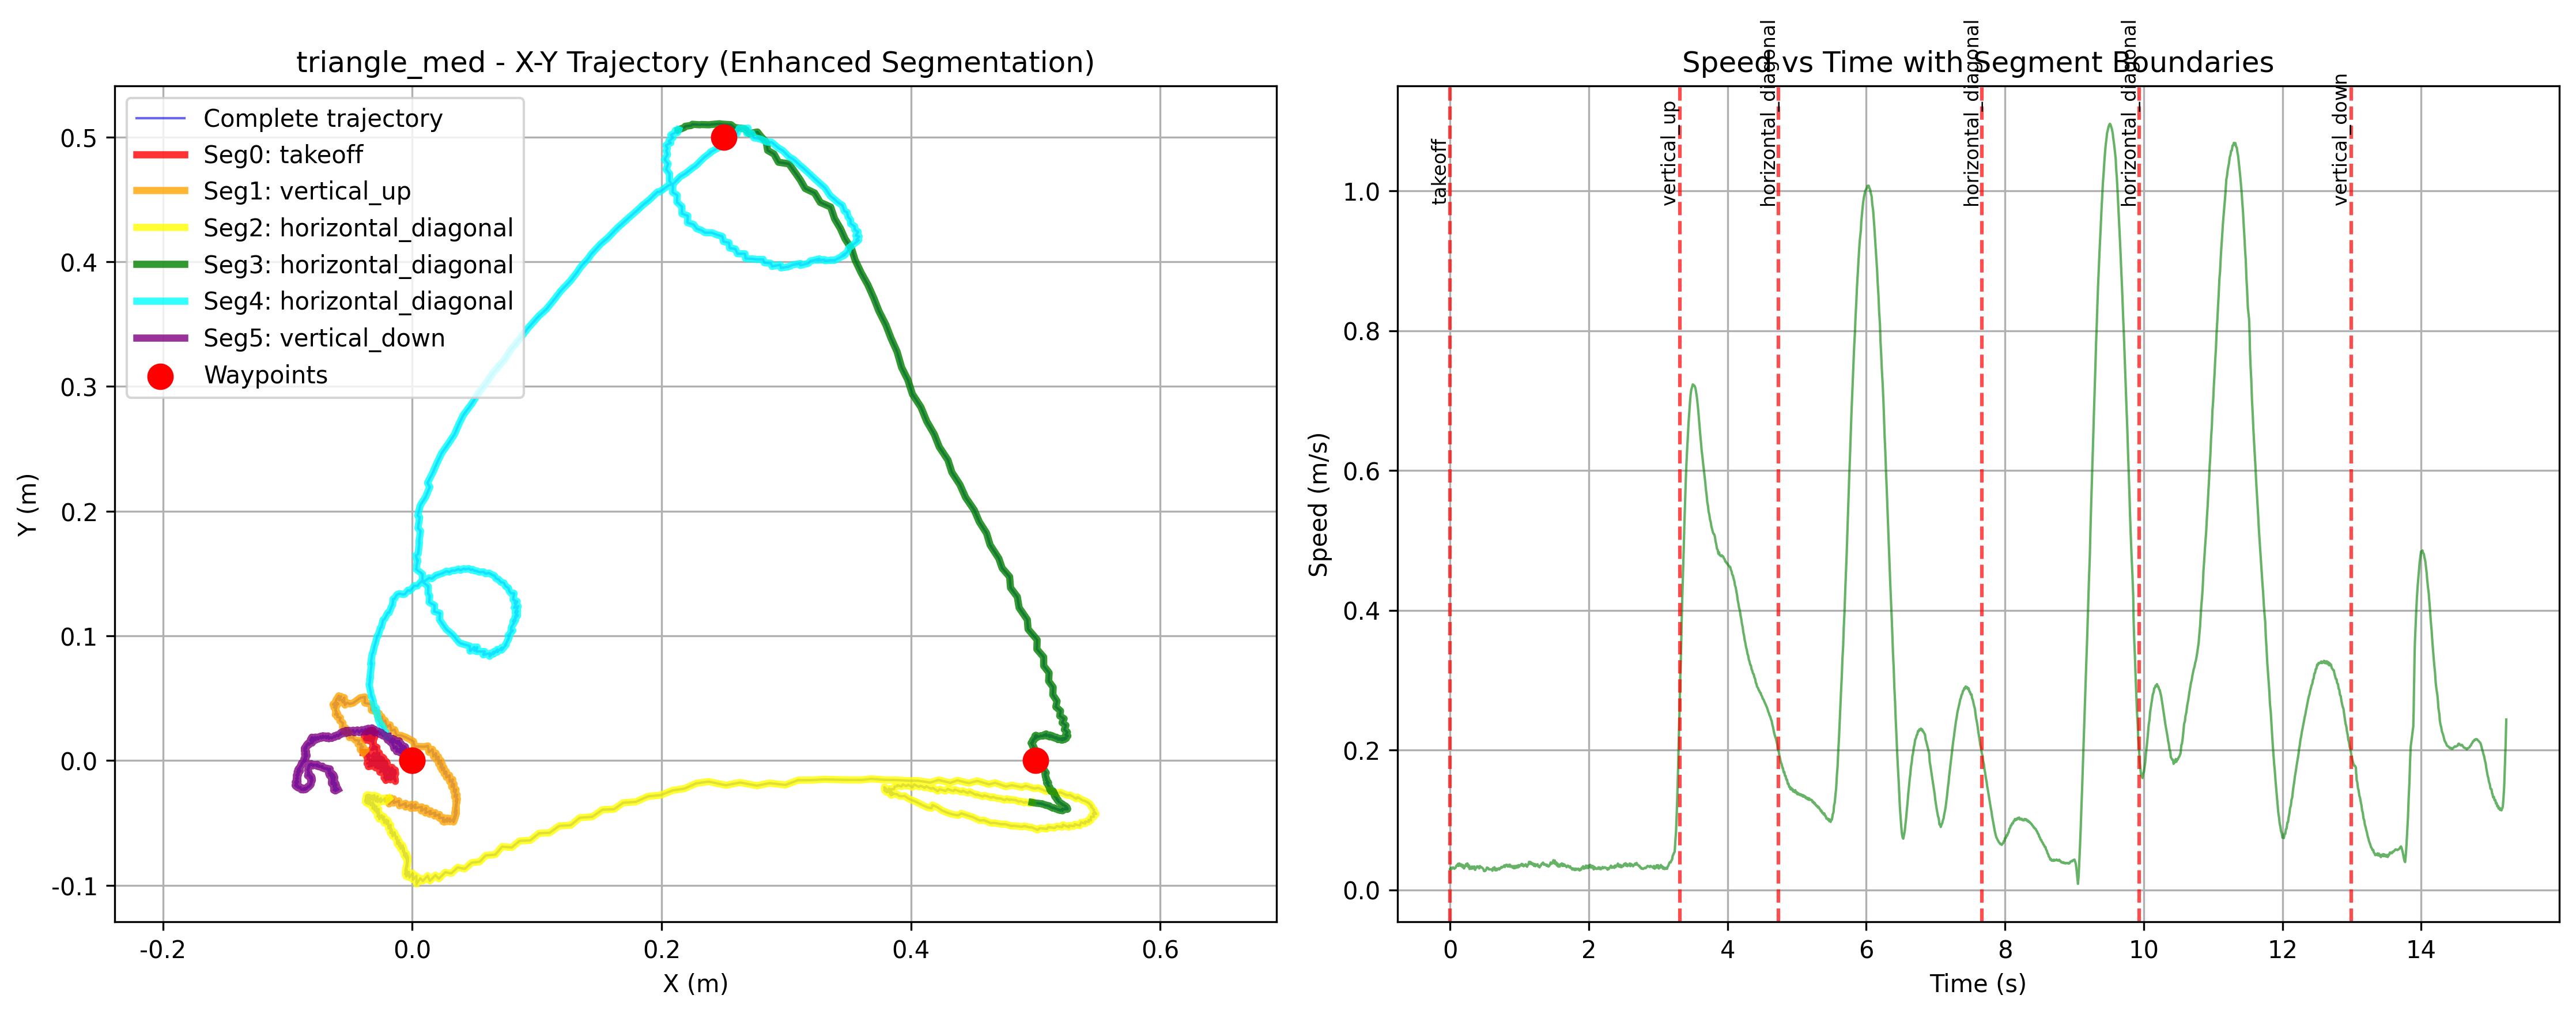 triangle_med - X-Y Trajectory (Enhanced Segmentation)
Complete trajectory
Seg0: takeoff
Seg1: vertical_up
Seg2: horizontal_diagonal
Seg3: horizontal_diagonal
Seg4: horizontal_diagonal
Seg5: vertical_down
Waypoints
0.5
0.4
0.3
0.2
0.1
0.0
-0.1
Y (m)
-0.2
0.0
0.2
0.4
0.6
X (m)
Speed vs Time with Segment Boundaries
takeoff
vertical_up
horizontal_diagonal
horizontal_diagonal
horizontal_diagonal
vertical_down
1.0
0.8
0.6
0.4
0.2
0.0
Speed (m/s)
0
2
4
6
8
10
12
14
Time (s)